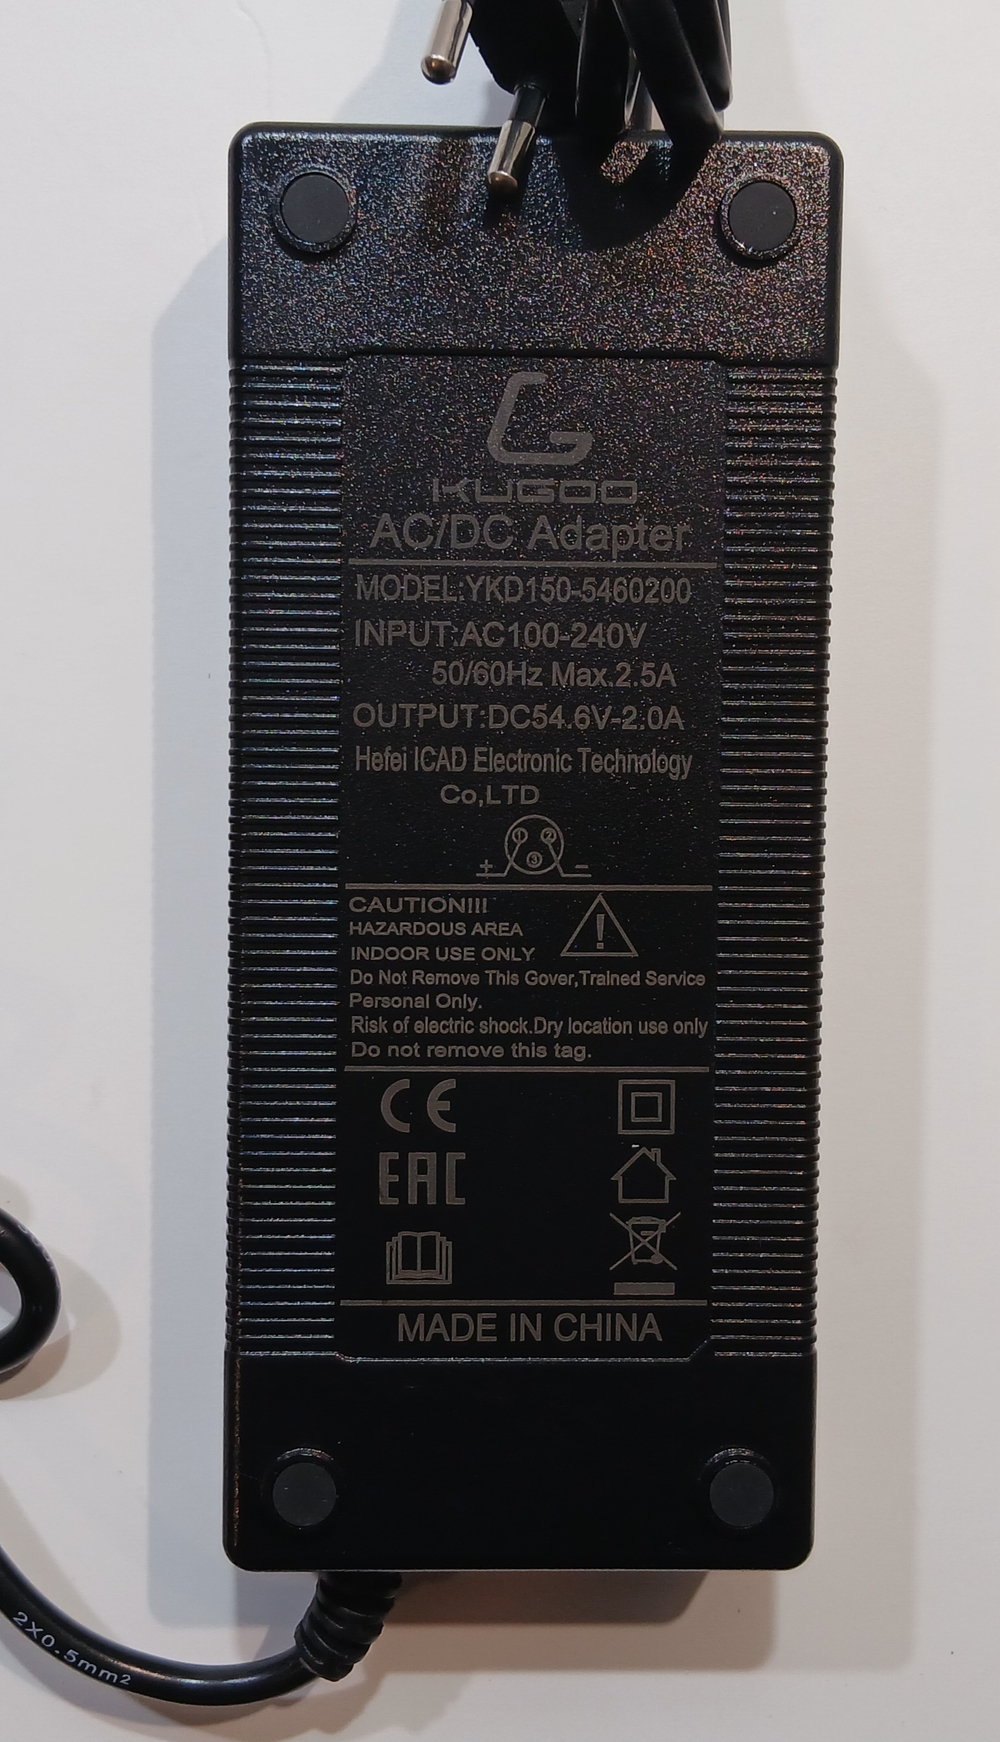 KUGOO
AC/DC Adapter
MODEL:YKD150-5460200
INPUT:AC100-240V
50/60Hz Max.2.5A
OUTPUT:DC54.6V-2.0A
Hefei ICAD Electronic Technology
Co,LTD
1 2
3
+ −
CAUTION!!!
HAZARDOUS AREA
INDOOR USE ONLY
!
Do Not Remove This Gover,Trained Service
Personal Only.
Risk of electric shock.Dry location use only
Do not remove this tag.
CE
EAC
MADE IN CHINA
2X0.5mm2